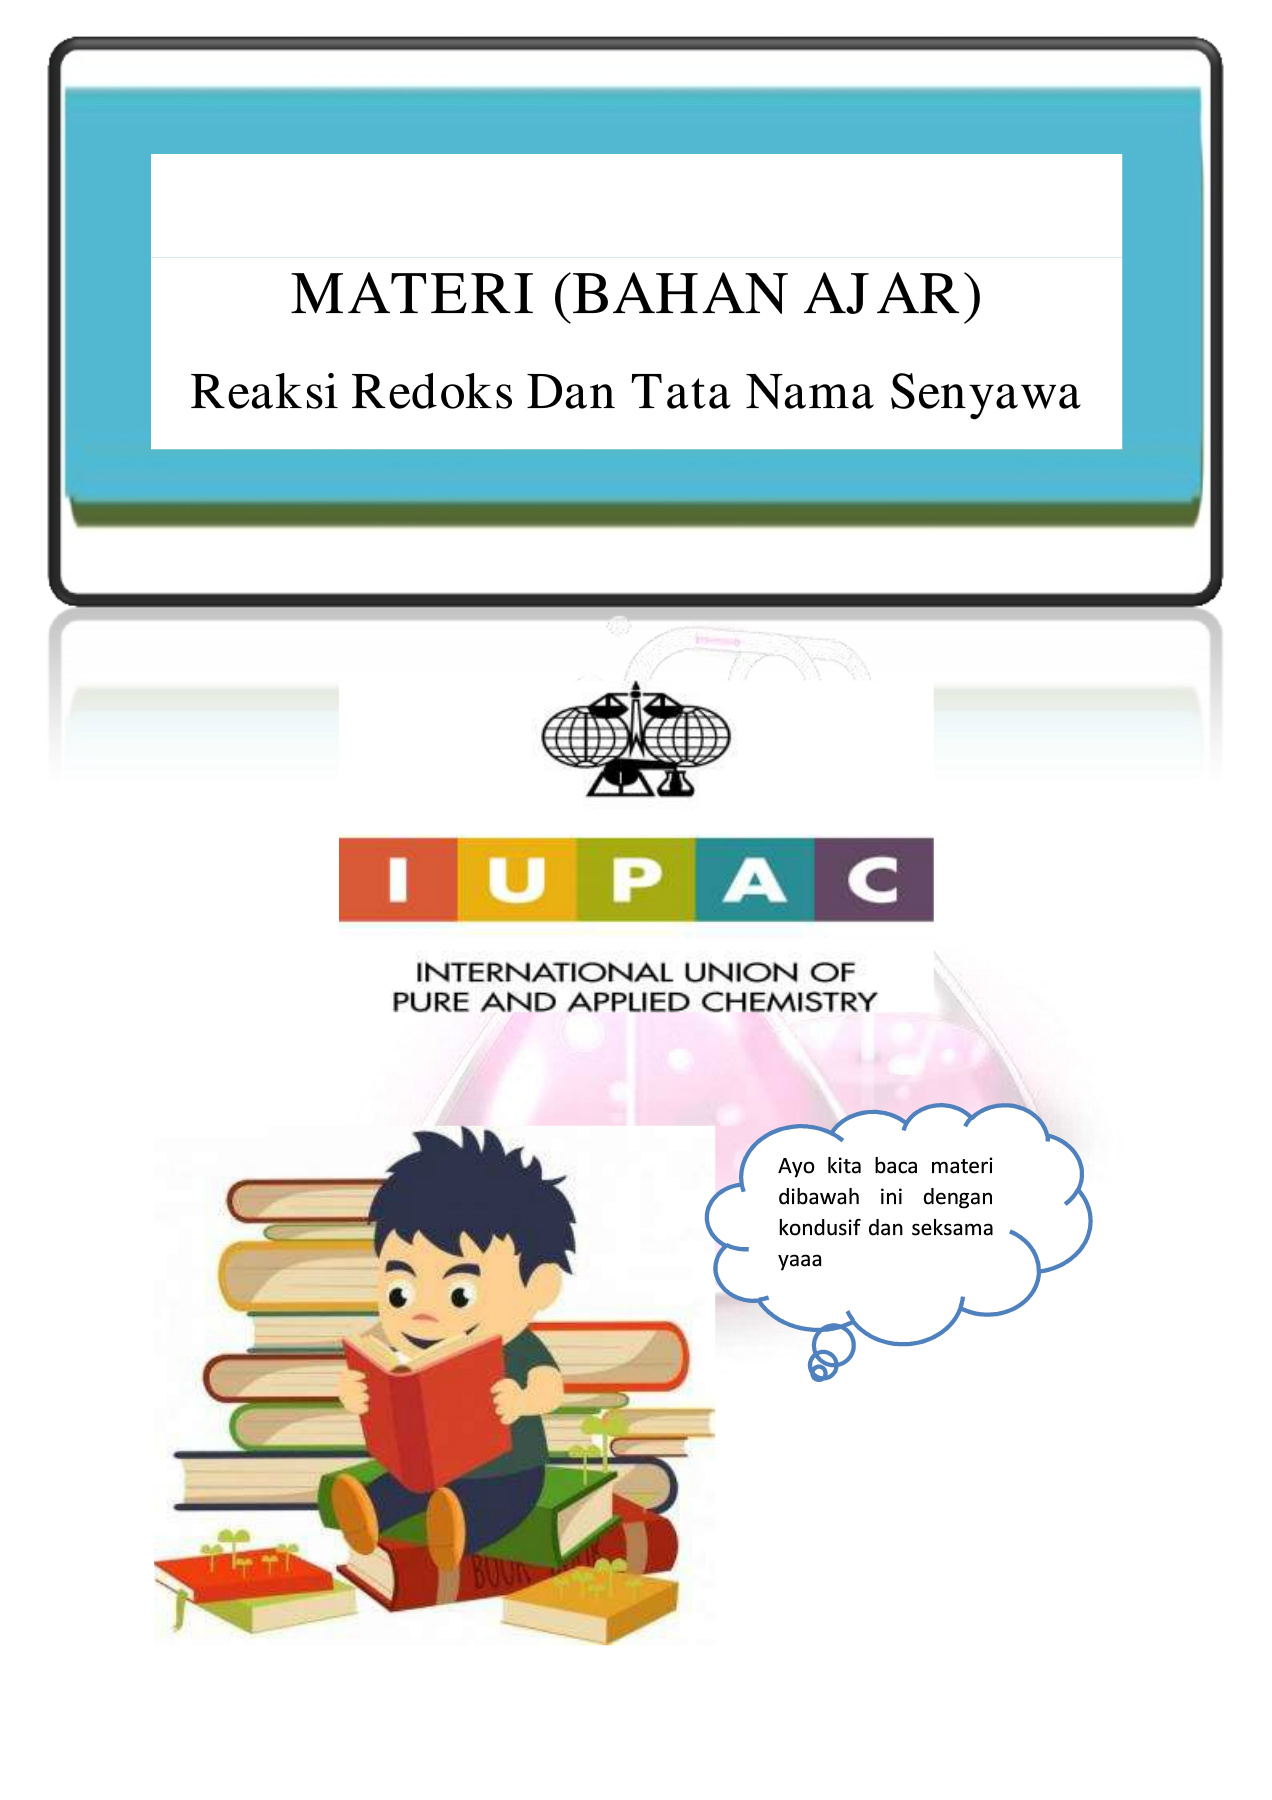 MATERI (BAHAN AJAR)
Reaksi Redoks Dan Tata Nama Senyawa
I U P A C
INTERNATIONAL UNION OF
PURE AND APPLIED CHEMISTRY
Ayo kita baca materi
dibawah ini dengan
kondusif dan seksama
yaaa
BOOK